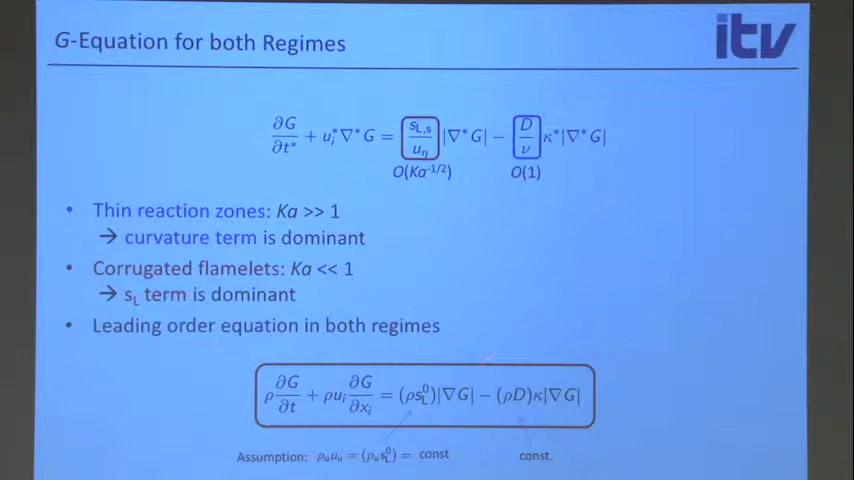 G-Equation for both Regimes
itv
∂G/∂t* + u_i* ∇*G = s_L,s/u_η |∇*G| − D/ν κ*|∇*G|
O(Ka^-1/2) O(1)
• Thin reaction zones: Ka >> 1
→ curvature term is dominant
• Corrugated flamelets: Ka << 1
→ s_L term is dominant
• Leading order equation in both regimes
ρ ∂G/∂t + ρu_i ∂G/∂x_i = (ρs_L^0)|∇G| − (ρD)κ|∇G|
Assumption: ρ_u u_u = (ρ_u s_L^0) = const const.